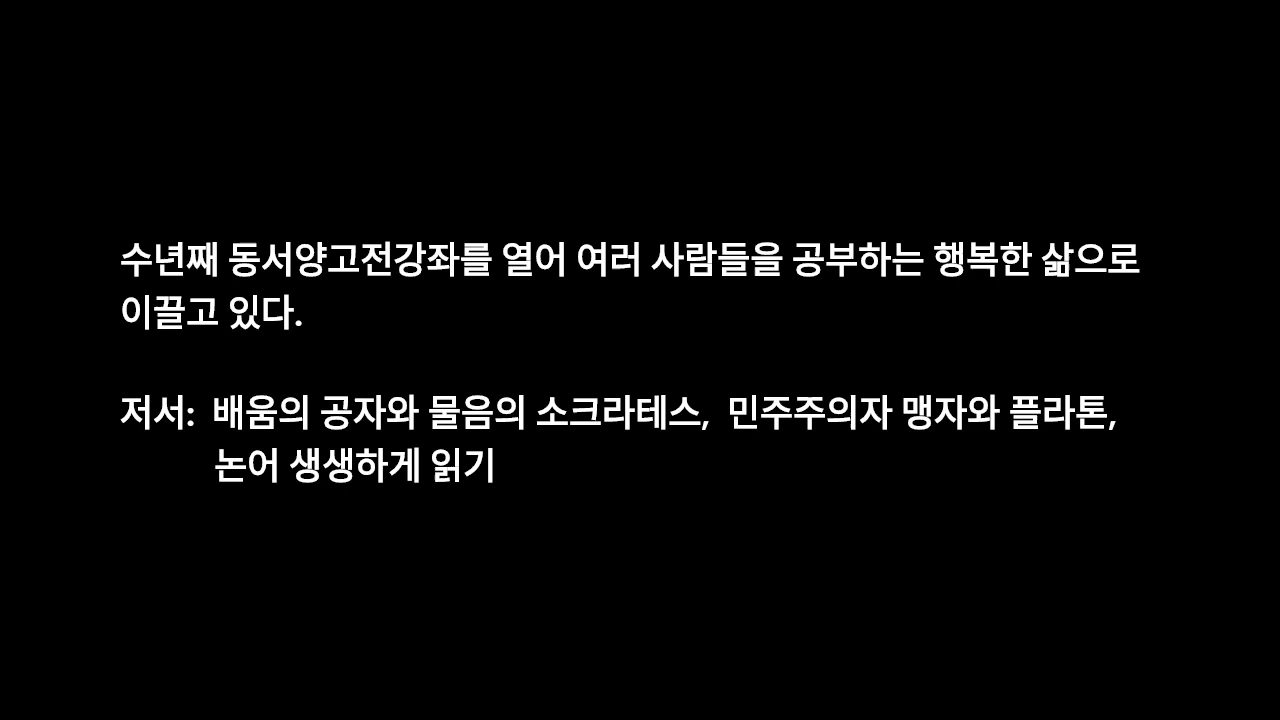 수년째 동서양고전강좌를 열어 여러 사람들을 공부하는 행복한 삶으로
이끌고 있다.
저서: 배움의 공자와 물음의 소크라테스, 민주주의자 맹자와 플라톤,
논어 생생하게 읽기